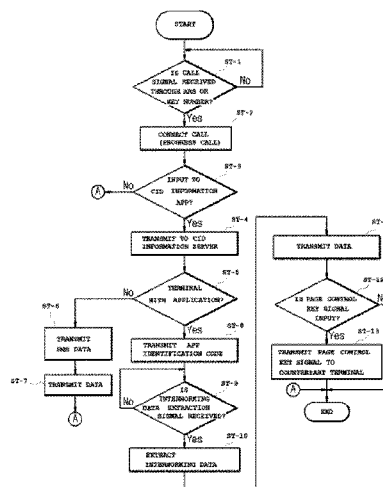 START
ST-1
IS CALL
SIGNAL RECEIVED
THROUGH ARS OR
KEY NUMBER?
No
Yes
ST-2
CONNECT CALL
(PROGRESS CALL)
ST-3
INPUT TO
CID INFORMATION
APP?
No
A
Yes
ST-4
TRANSMIT TO CID
INFORMATION SERVER
ST-5
TERMINAL
WITH APPLICATION?
No
Yes
ST-6
TRANSMIT
SMS DATA
ST-7
TRANSMIT DATA
A
ST-8
TRANSMIT APP
IDENTIFICATION CODE
ST-9
IS
INTERWORKING
DATA EXTRACTION
SIGNAL RECEIVED?
No
Yes
ST-10
EXTRACT
INTERWORKING DATA
TRANSMIT DATA
ST-12
IS PAGE CONTROL
KEY SIGNAL
INPUT?
Yes
ST-13
TRANSMIT PAGE CONTROL
KEY SIGNAL TO
COUNTERPART TERMINAL
A
END